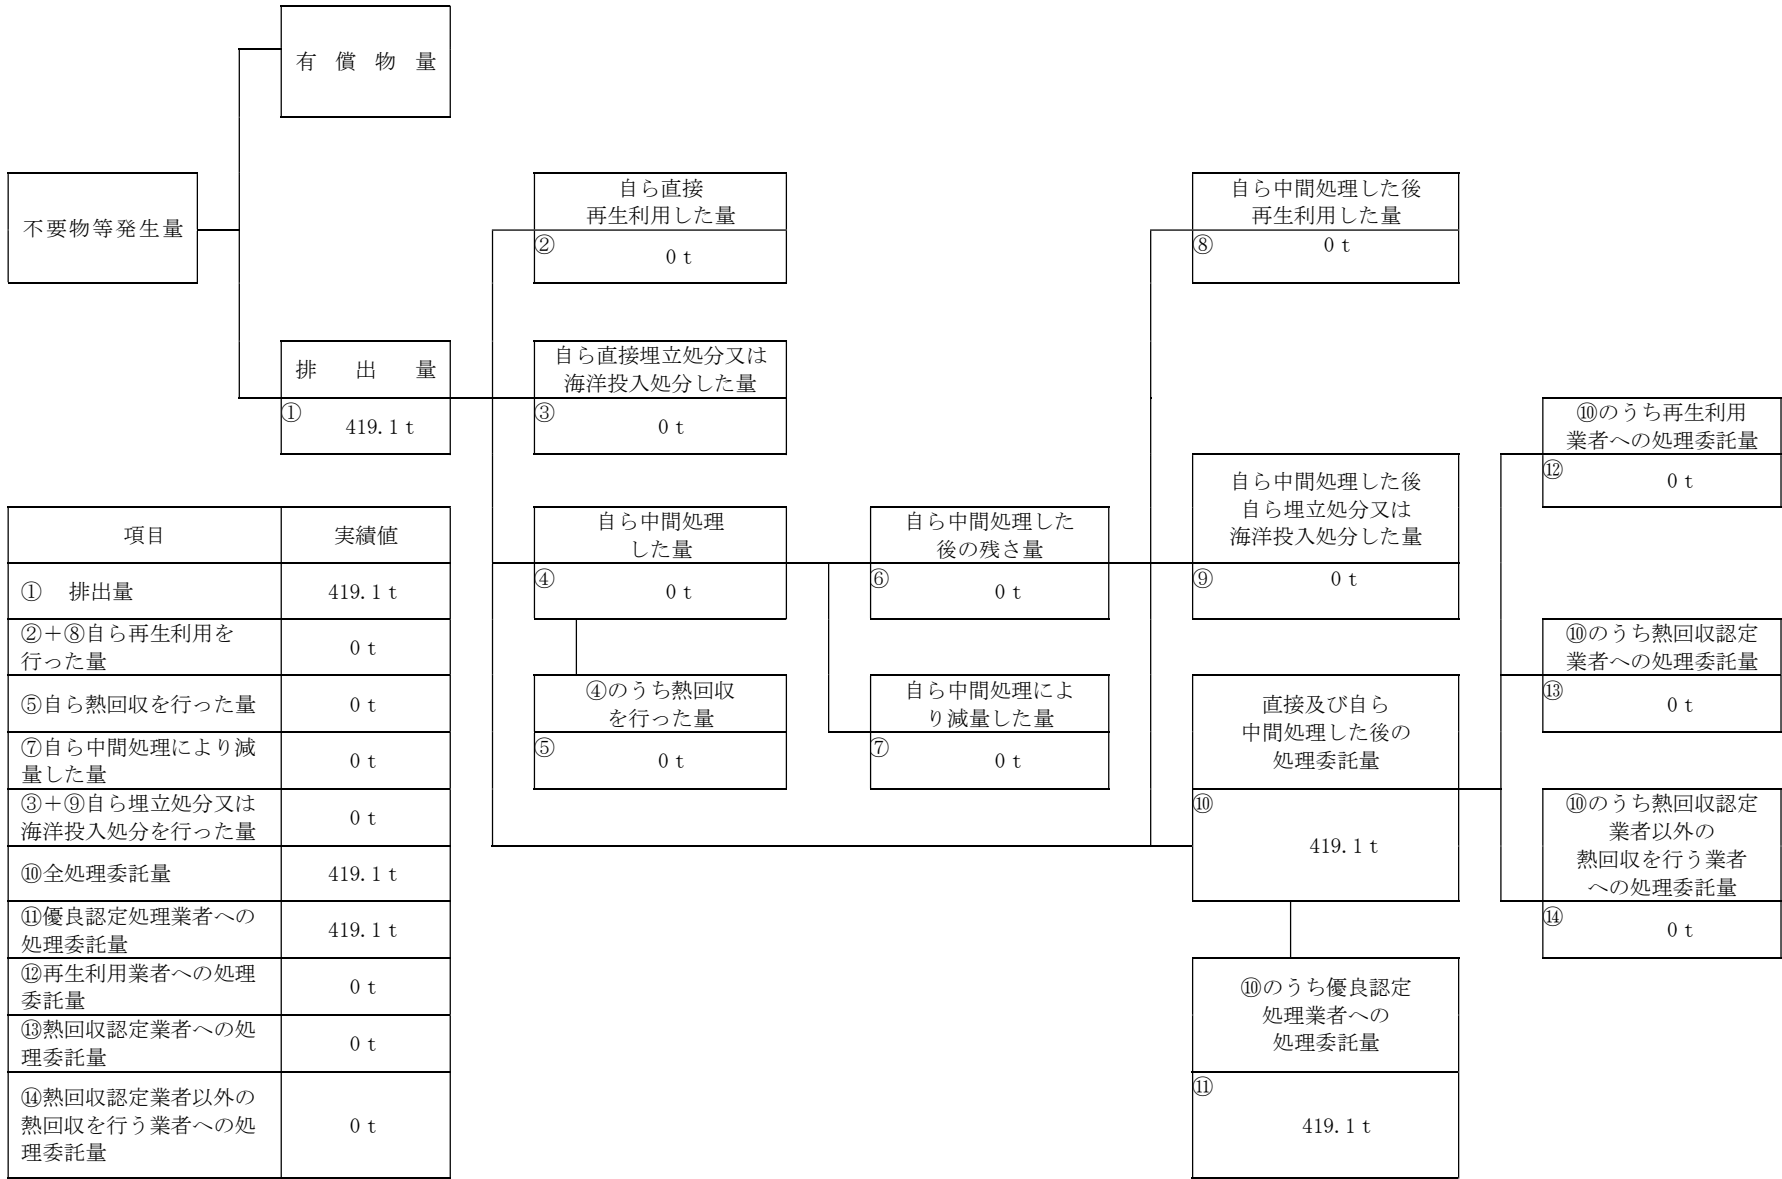 有償物量
不要物等発生量
自ら直接
再生利用した量
② 0 t
自ら中間処理した後
再生利用した量
⑧ 0 t
排出量
① 419.1 t
自ら直接埋立処分又は
海洋投入処分した量
③ 0 t
⑩のうち再生利用
業者への処理委託量
⑫ 0 t
自ら中間処理
した量
④ 0 t
自ら中間処理した
後の残さ量
⑥ 0 t
自ら中間処理した後
自ら埋立処分又は
海洋投入処分した量
⑨ 0 t
⑩のうち熱回収認定
業者への処理委託量
⑬ 0 t
④のうち熱回収
を行った量
⑤ 0 t
自ら中間処理によ
り減量した量
⑦ 0 t
直接及び自ら
中間処理した後の
処理委託量
⑩
419.1 t
⑩のうち熱回収認定
業者以外の
熱回収を行う業者
への処理委託量
⑭ 0 t
⑩のうち優良認定
処理業者への
処理委託量
⑪
419.1 t
項目 実績値
① 排出量 419.1 t
②＋⑧自ら再生利用を
行った量
0 t
⑤自ら熱回収を行った量 0 t
⑦自ら中間処理により減
量した量
0 t
③＋⑨自ら埋立処分又は
海洋投入処分を行った量
0 t
⑩全処理委託量 419.1 t
⑪優良認定処理業者への
処理委託量
419.1 t
⑫再生利用業者への処理
委託量
0 t
⑬熱回収認定業者への処
理委託量
0 t
⑭熱回収認定業者以外の
熱回収を行う業者への処
理委託量
0 t